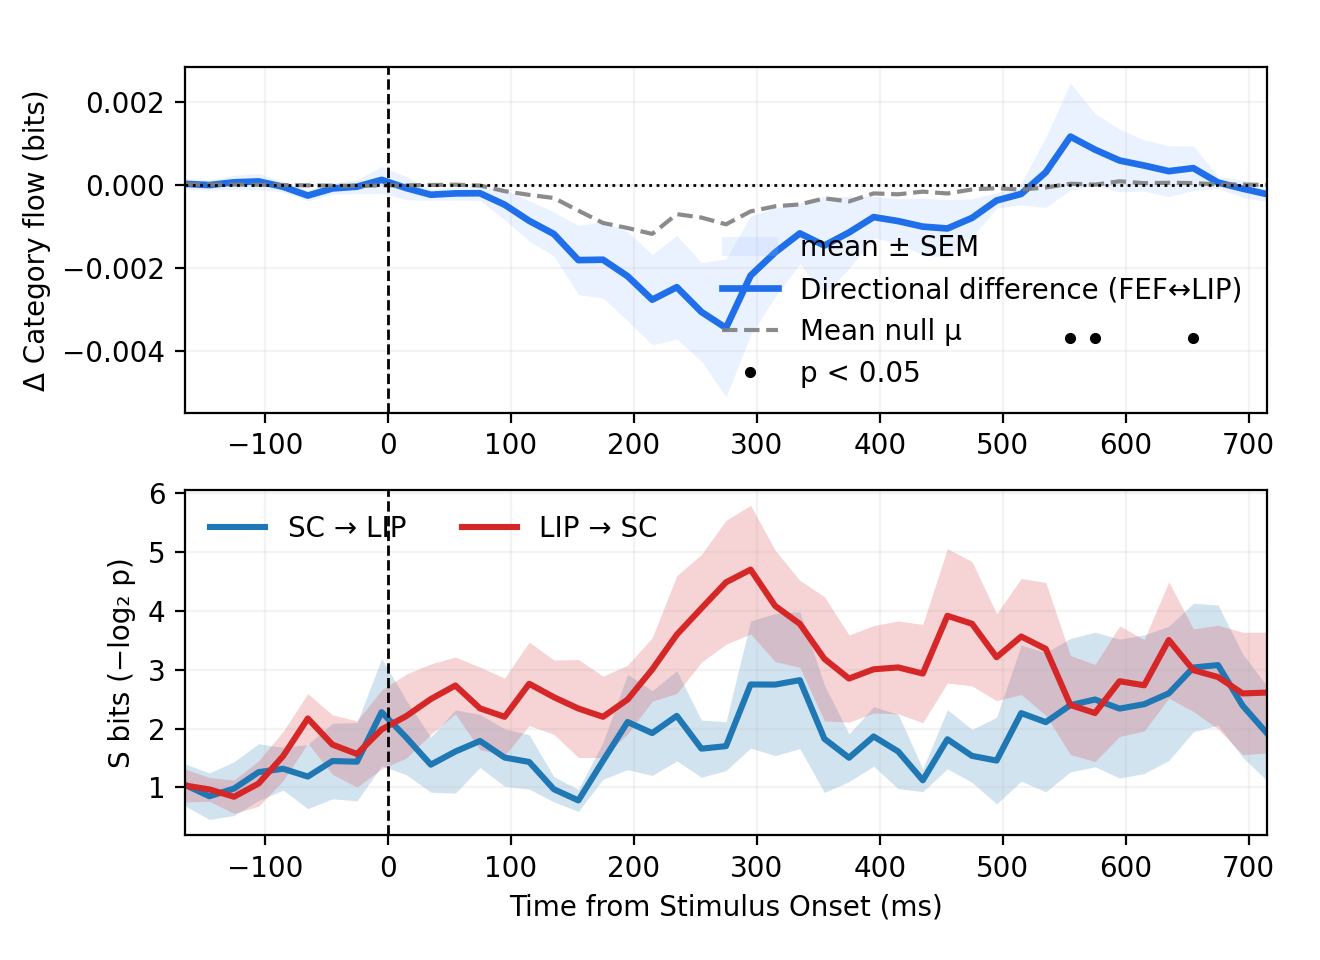 Δ Category flow (bits)
0.002
0.000
−0.002
−0.004
mean ± SEM
Directional difference (FEF↔LIP)
Mean null μ
p < 0.05
−100 0 100 200 300 400 500 600 700
S bits (−log₂ p)
6
5
4
3
2
1
SC → LIP LIP → SC
−100 0 100 200 300 400 500 600 700
Time from Stimulus Onset (ms)